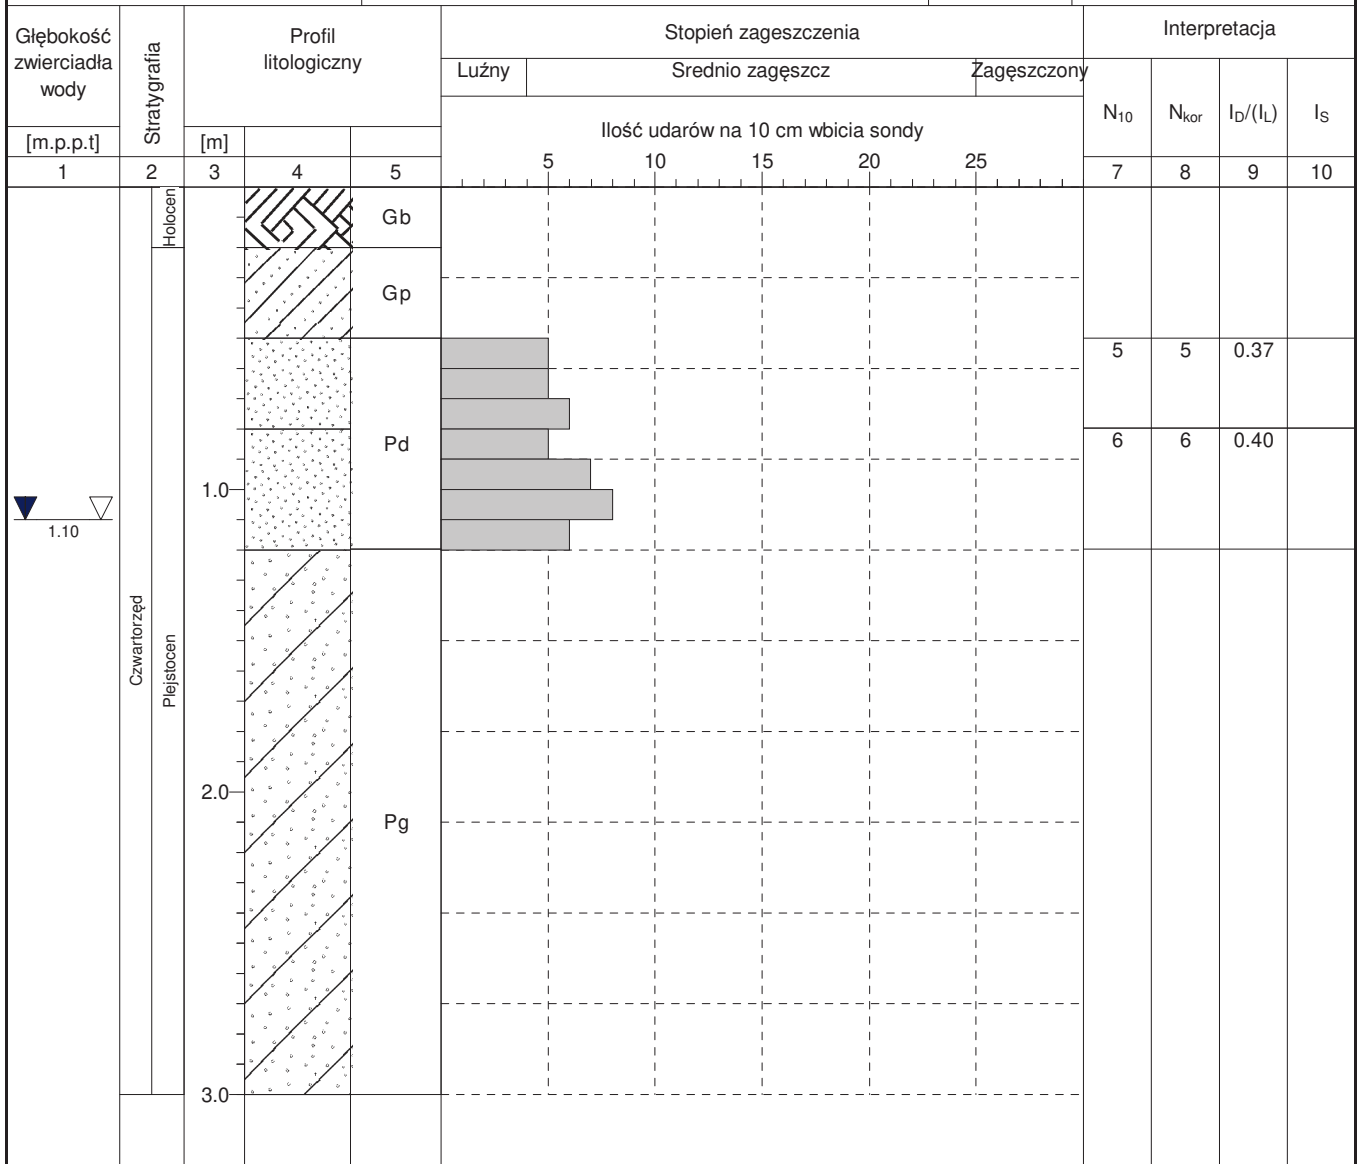 Głębokość
zwierciadła
wody
[m.p.p.t]
Stratygrafia
Profil
litologiczny
[m]
Stopień zageszczenia
Luźny
Srednio zagęszcz
Zagęszczony
Ilość udarów na 10 cm wbicia sondy
5 10 15 20 25
Interpretacja
N10
Nkor
ID/(IL)
IS
1 2 3 4 5 7 8 9 10
Holocen
Gb
Gp
5 5 0.37
Pd
6 6 0.40
1.0
1.10
Czwartorzęd
Plejstocen
2.0
Pg
3.0